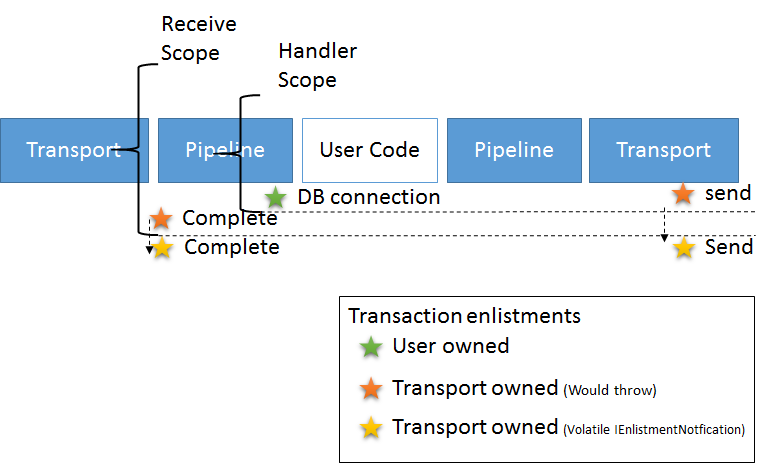 Receive
Scope
Handler
Scope
Transport
Pipeline
User Code
Pipeline
Transport
DB connection
send
Complete
Complete
Send
Transaction enlistments
User owned
Transport owned (Would throw)
Transport owned (Volatile IEnlistmentNotfication)